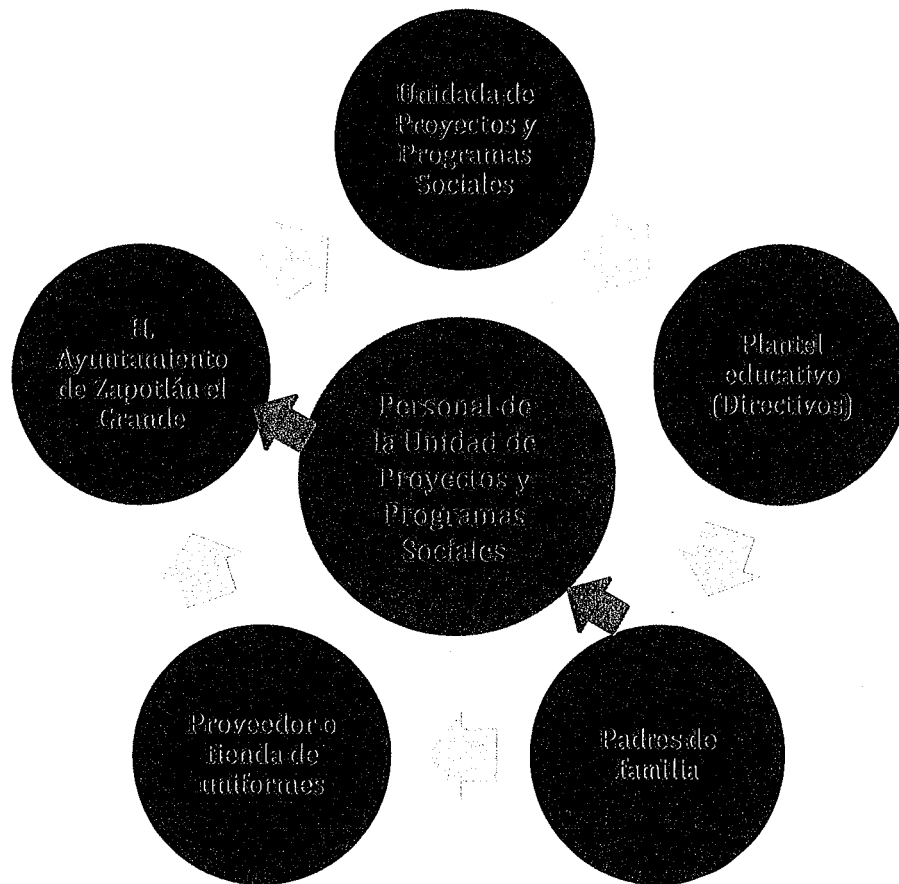 Unidada de
Proyectos y
Programas
Sociales
H.
Ayuntamiento
de Zapotlán el
Grande
Plantel
educativo
(Directivos)
Personal de
la Unidad de
Proyectos y
Programas
Sociales
Proveedor o
tienda de
uniformes
Padres de
familia